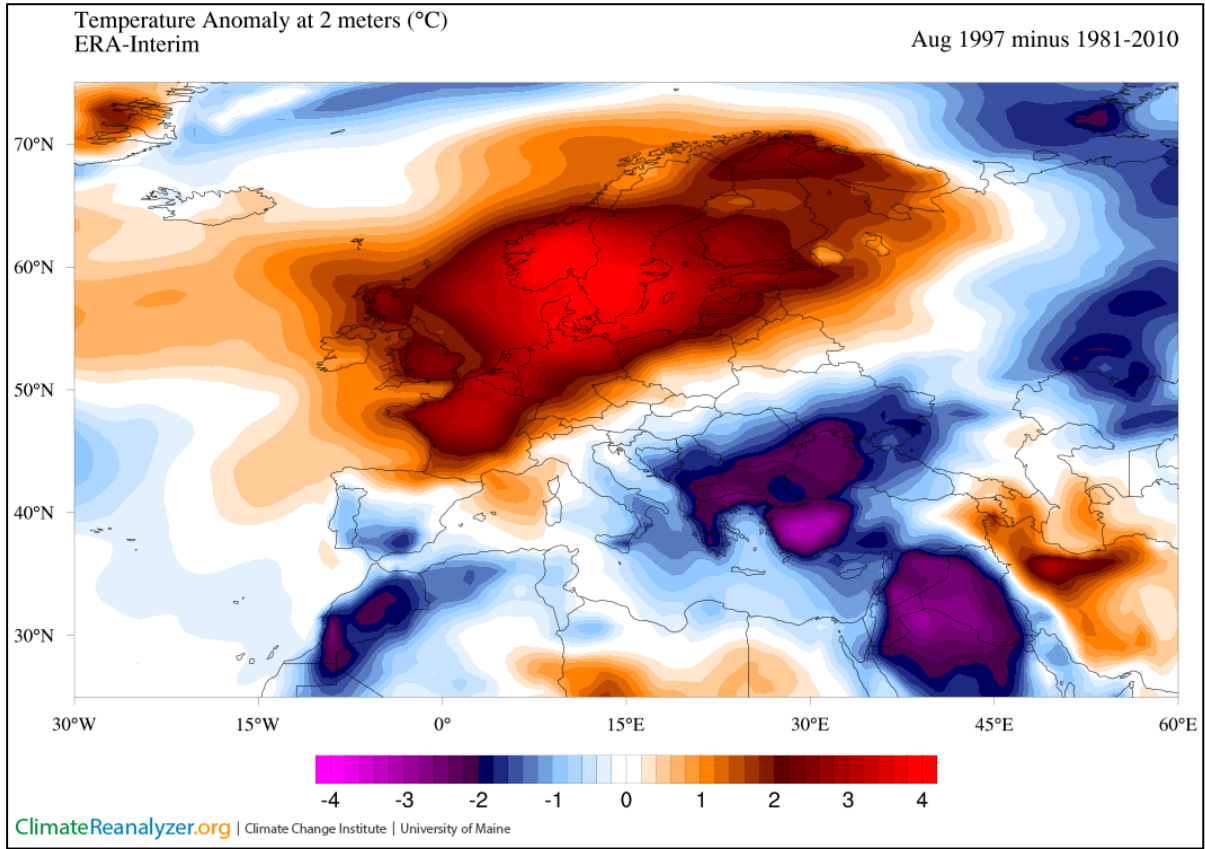 Temperature Anomaly at 2 meters (°C)
ERA-Interim
Aug 1997 minus 1981-2010
70°N
60°N
50°N
40°N
30°N
30°W 15°W 0° 15°E 30°E 45°E 60°E
-4 -3 -2 -1 0 1 2 3 4
ClimateReanalyzer.org | Climate Change Institute | University of Maine